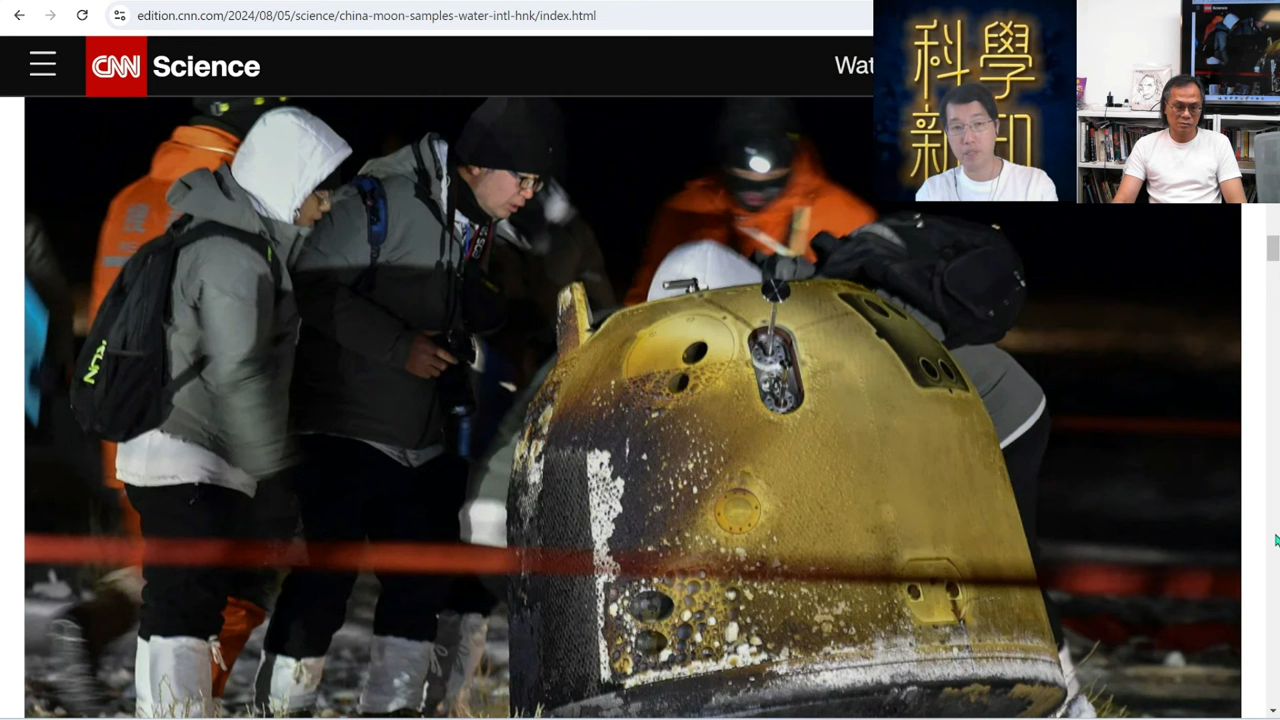 edition.cnn.com/2024/08/05/science/china-moon-samples-water-intl-hnk/index.html
CNN Science
Wat
科學
新知